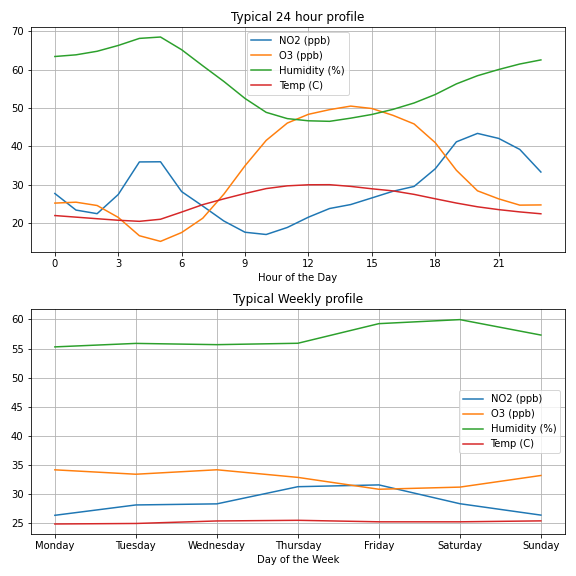 Typical 24 hour profile
70
60
50
40
30
20
NO2 (ppb)
O3 (ppb)
Humidity (%)
Temp (C)
0 3 6 9 12 15 18 21
Hour of the Day
Typical Weekly profile
60
55
50
45
40
35
30
25
NO2 (ppb)
O3 (ppb)
Humidity (%)
Temp (C)
Monday Tuesday Wednesday Thursday Friday Saturday Sunday
Day of the Week